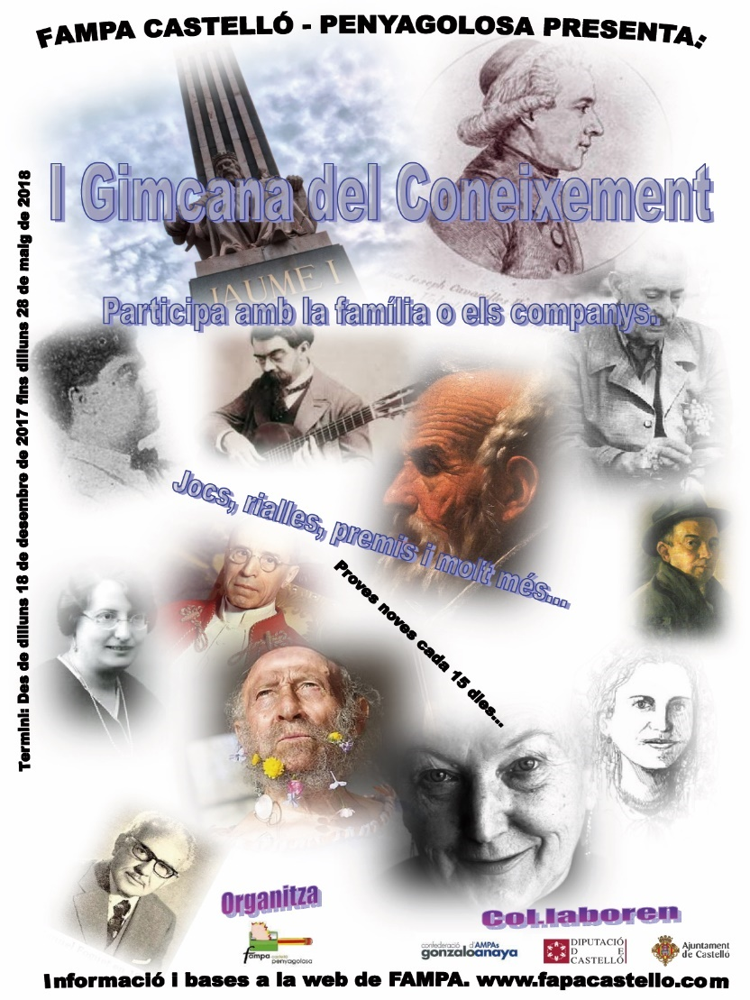 FAMPA CASTELLÓ - PENYAGOLOSA PRESENTA:
I Gimcana del Coneixement
JAUME I
Participa amb la família o els companys.
Termini: Des de dilluns 18 de desembre de 2017 fins dilluns 28 de maig de 2018
Jocs, rialles, premis i molt més...
Proves noves cada 15 dies...
Organitza
Col.laboren
fampa castelló
penyagolosa
confederació d'AMPAs
gonzaloanaya
DIPUTACIÓ
D E
CASTELLÓ
Ajuntament
de Castelló
Informació i bases a la web de FAMPA. www.fapacastello.com